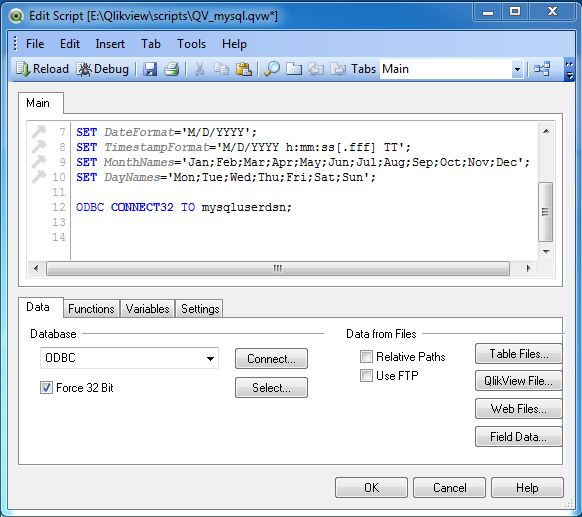 Edit Script [E:\Qlikview\scripts\QV_mysql.qvw*]
File Edit Insert Tab Tools Help
Reload Debug Tabs Main
Main
7 SET DateFormat='M/D/YYYY';
8 SET TimestampFormat='M/D/YYYY h:mm:ss[.fff] TT';
9 SET MonthNames='Jan;Feb;Mar;Apr;May;Jun;Jul;Aug;Sep;Oct;Nov;Dec';
10 SET DayNames='Mon;Tue;Wed;Thu;Fri;Sat;Sun';
11
12 ODBC CONNECT32 TO mysqluserdsn;
13
14
Data Functions Variables Settings
Database Data from Files
ODBC Connect... Relative Paths Table Files...
Force 32 Bit Select... Use FTP QlikView File...
Web Files...
Field Data...
OK Cancel Help